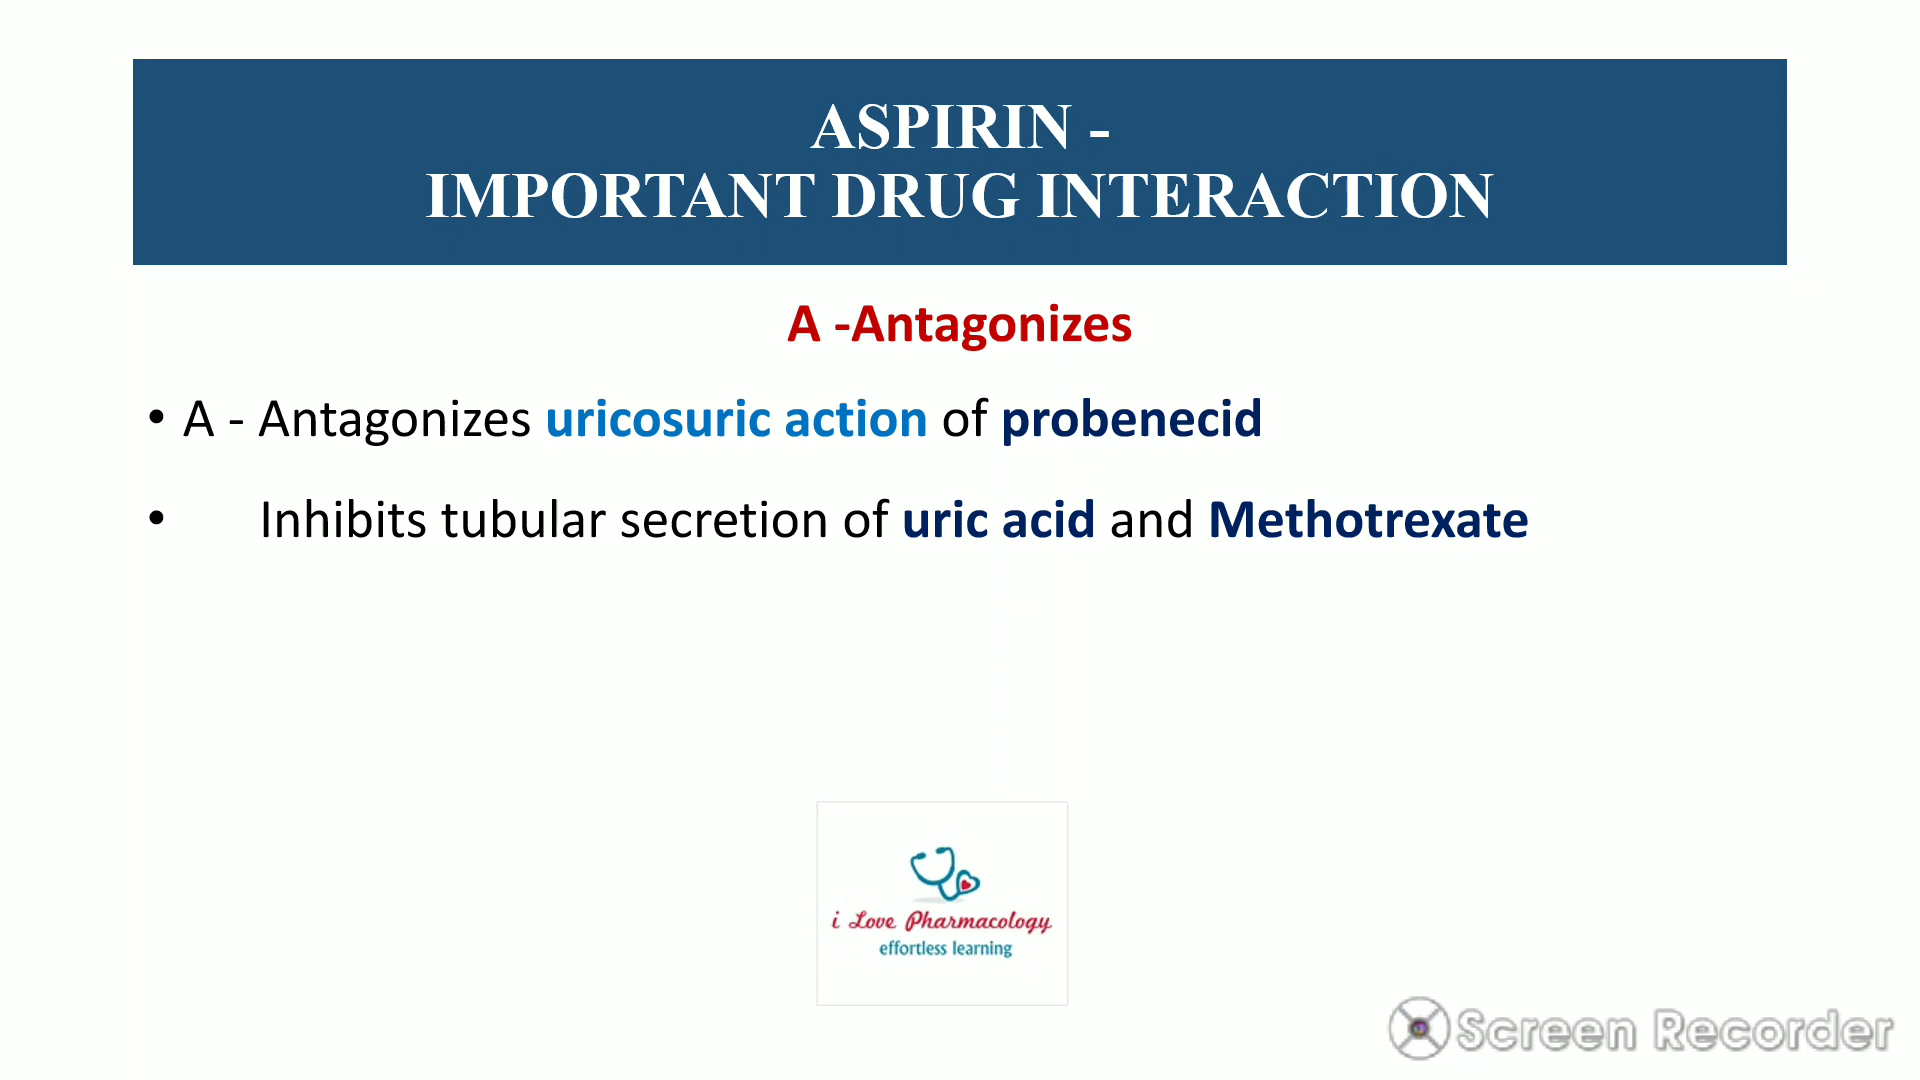 ASPIRIN -
IMPORTANT DRUG INTERACTION
A -Antagonizes
• A - Antagonizes uricosuric action of probenecid
• Inhibits tubular secretion of uric acid and Methotrexate
i Love Pharmacology
effortless learning
Screen Recorder